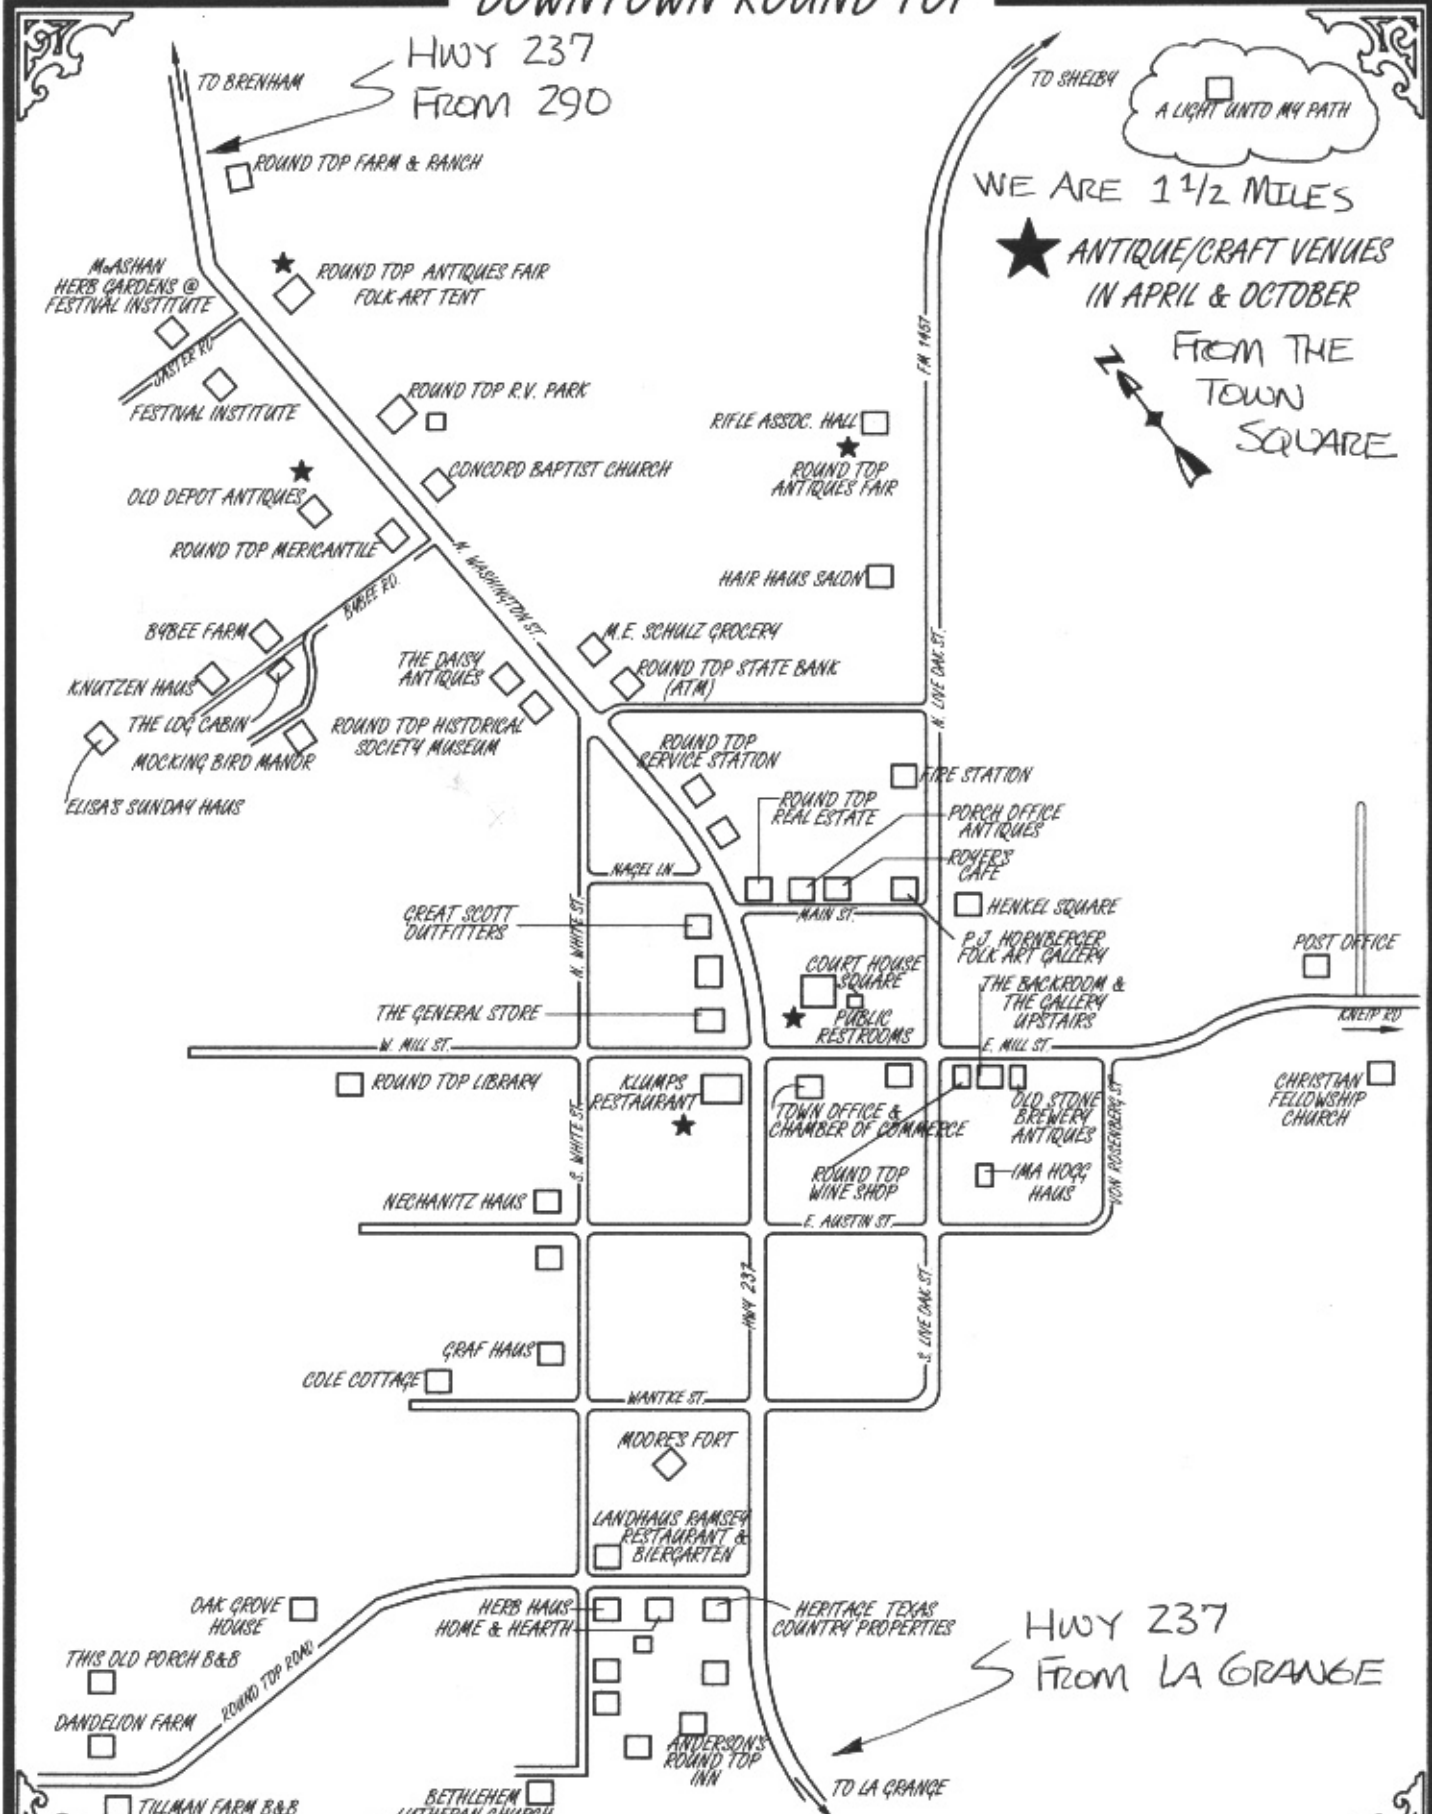 DOWNTOWN ROUND TOP
HWY 237
FROM 290
TO BRENHAM
TO SHELBY
A LIGHT UNTO MY PATH
WE ARE 1 1/2 MILES
ANTIQUE/CRAFT VENUES
IN APRIL & OCTOBER
FROM THE
TOWN
SQUARE
N
ROUND TOP FARM & RANCH
McASHAN
HERB GARDENS @
FESTIVAL INSTITUTE
ROUND TOP ANTIQUES FAIR
FOLK ART TENT
JASTER RD
FESTIVAL INSTITUTE
ROUND TOP R.V. PARK
FM 1457
RIFLE ASSOC. HALL
ROUND TOP
ANTIQUES FAIR
CONCORD BAPTIST CHURCH
OLD DEPOT ANTIQUES
ROUND TOP MERICANTILE
N. WASHINGTON ST.
BYBEE RD.
HAIR HAUS SALON
BYBEE FARM
M.E. SCHULZ GROCERY
N. LIVE OAK ST.
THE DAISY
ANTIQUES
ROUND TOP STATE BANK
(ATM)
KNUTZEN HAUS
THE LOG CABIN
ROUND TOP HISTORICAL
SOCIETY MUSEUM
MOCKING BIRD MANOR
ELISA'S SUNDAY HAUS
ROUND TOP
SERVICE STATION
FIRE STATION
ROUND TOP
REAL ESTATE
PORCH OFFICE
ANTIQUES
ROYER'S
CAFE
NAGEL LN
MAIN ST.
HENKEL SQUARE
GREAT SCOTT
OUTFITTERS
N. WHITE ST.
P.J. HORNBERGER
FOLK ART GALLERY
POST OFFICE
COURT HOUSE
SQUARE
THE BACKROOM &
THE GALLERY
UPSTAIRS
THE GENERAL STORE
PUBLIC
RESTROOMS
KNEIP RD
W. MILL ST.
E. MILL ST.
ROUND TOP LIBRARY
KLUMPS
RESTAURANT
TOWN OFFICE &
CHAMBER OF COMMERCE
OLD STONE
BREWERY
ANTIQUES
CHRISTIAN
FELLOWSHIP
CHURCH
S. WHITE ST.
VON ROSENBERG ST
ROUND TOP
WINE SHOP
IMA HOGG
HAUS
NECHANITZ HAUS
E. AUSTIN ST.
HWY 237
S. LIVE OAK ST.
GRAF HAUS
COLE COTTAGE
WANTKE ST.
MOORE'S FORT
LANDHAUS RAMSEY
RESTAURANT &
BIERGARTEN
OAK GROVE
HOUSE
HERB HAUS
HOME & HEARTH
HERITAGE TEXAS
COUNTRY PROPERTIES
HWY 237
FROM LA GRANGE
THIS OLD PORCH B&B
ROUND TOP ROAD
DANDELION FARM
ANDERSON'S
ROUND TOP
INN
TO LA GRANGE
TILLMAN FARM B&B
BETHLEHEM
LUTHERAN CHURCH